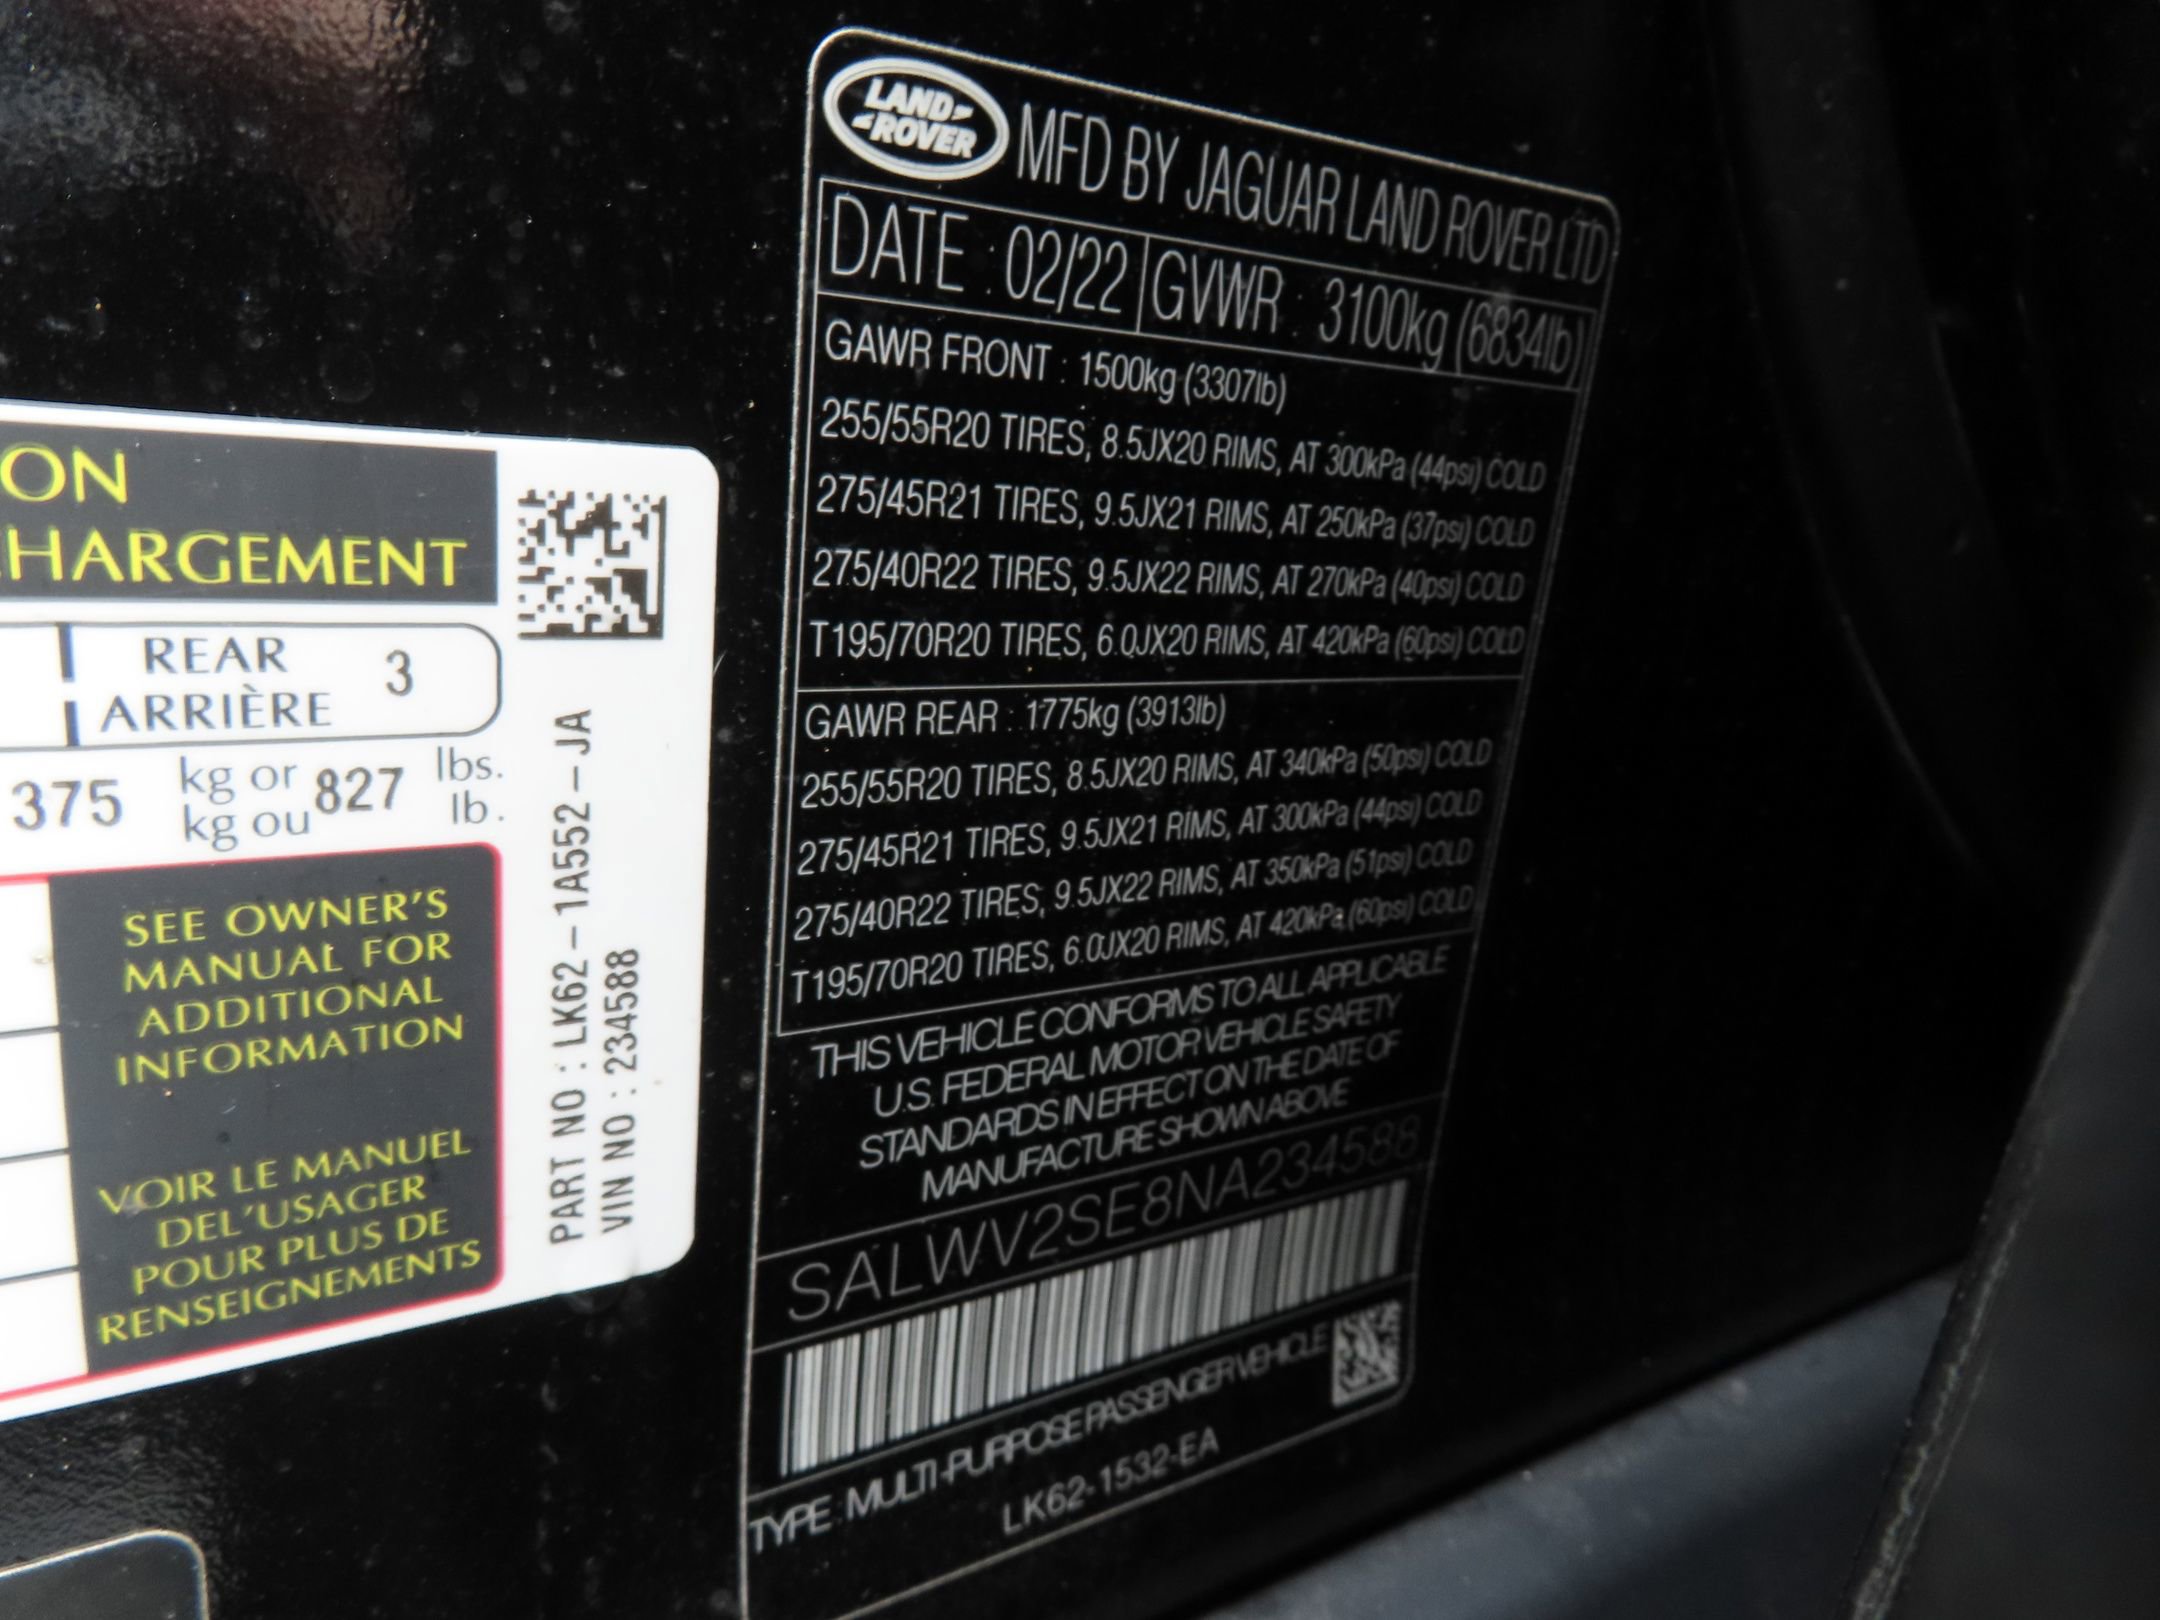 ON
CHARGEMENT
REAR
ARRIÈRE
3
375 kg or 827 lbs.
kg ou lb.
SEE OWNER'S
MANUAL FOR
ADDITIONAL
INFORMATION
VOIR LE MANUEL
DEL'USAGER
POUR PLUS DE
RENSEIGNEMENTS
PART NO : LK62-1A552-JA
VIN NO : 234588
LAND
ROVER
MFD BY JAGUAR LAND ROVER LTD
DATE : 02/22 GVWR : 3100kg (6834lb)
GAWR FRONT : 1500kg (3307lb)
255/55R20 TIRES, 8.5JX20 RIMS, AT 300kPa (44psi) COLD
275/45R21 TIRES, 9.5JX21 RIMS, AT 250kPa (37psi) COLD
275/40R22 TIRES, 9.5JX22 RIMS, AT 270kPa (40psi) COLD
T195/70R20 TIRES, 6.0JX20 RIMS, AT 420kPa (60psi) COLD
GAWR REAR : 1775kg (3913lb)
255/55R20 TIRES, 8.5JX20 RIMS, AT 340kPa (50psi) COLD
275/45R21 TIRES, 9.5JX21 RIMS, AT 300kPa (44psi) COLD
275/40R22 TIRES, 9.5JX22 RIMS, AT 350kPa (51psi) COLD
T195/70R20 TIRES, 6.0JX20 RIMS, AT 420kPa (60psi) COLD
THIS VEHICLE CONFORMS TO ALL APPLICABLE
U.S. FEDERAL MOTOR VEHICLE SAFETY
STANDARDS IN EFFECT ON THE DATE OF
MANUFACTURE SHOWN ABOVE
SALWV2SE8NA234588
TYPE : MULTI-PURPOSE PASSENGER VEHICLE
LK62-1532-EA